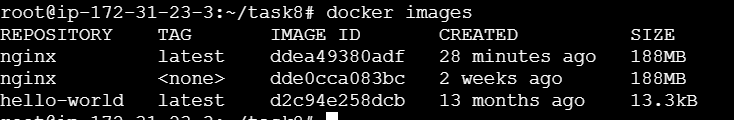 root@ip-172-31-23-3:~/task8# docker images
REPOSITORY TAG IMAGE ID CREATED SIZE
nginx latest ddea49380adf 28 minutes ago 188MB
nginx <none> dde0cca083bc 2 weeks ago 188MB
hello-world latest d2c94e258dcb 13 months ago 13.3kB
root@ip-172-31-23-3:~/task8#